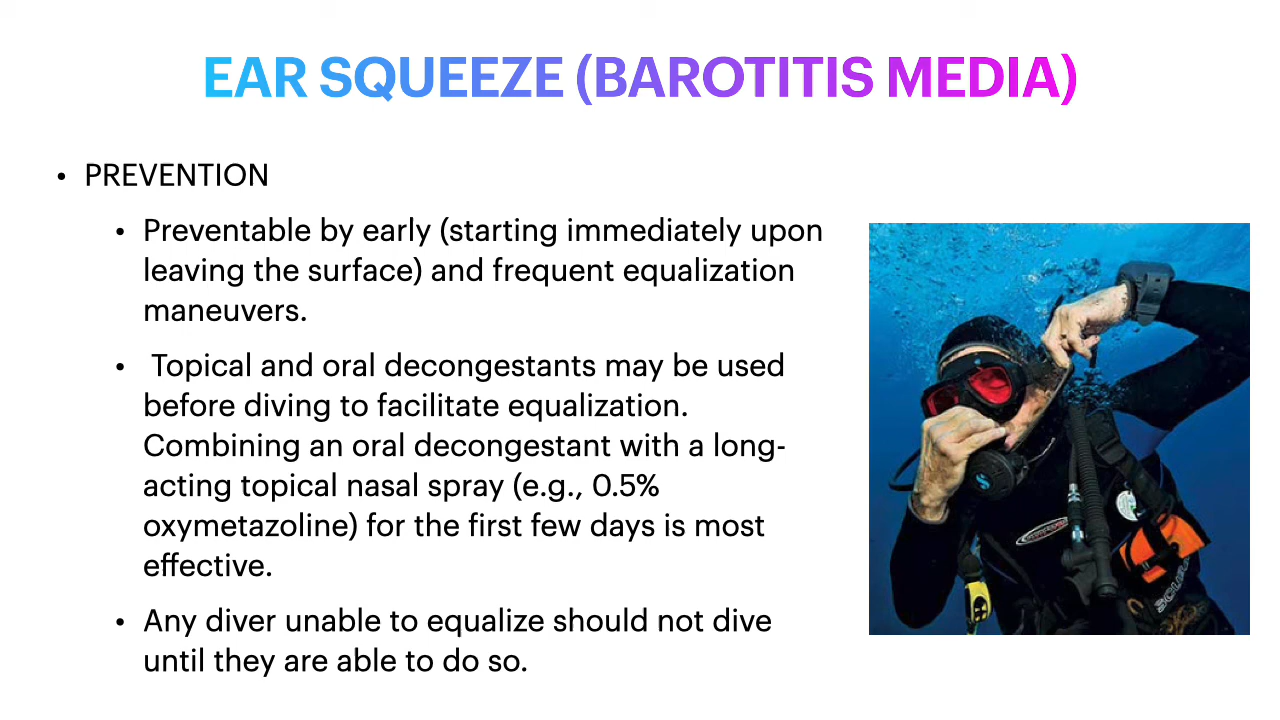 EAR SQUEEZE (BAROTITIS MEDIA)
• PREVENTION
• Preventable by early (starting immediately upon
leaving the surface) and frequent equalization
maneuvers.
• Topical and oral decongestants may be used
before diving to facilitate equalization.
Combining an oral decongestant with a long-
acting topical nasal spray (e.g., 0.5%
oxymetazoline) for the first few days is most
effective.
• Any diver unable to equalize should not dive
until they are able to do so.